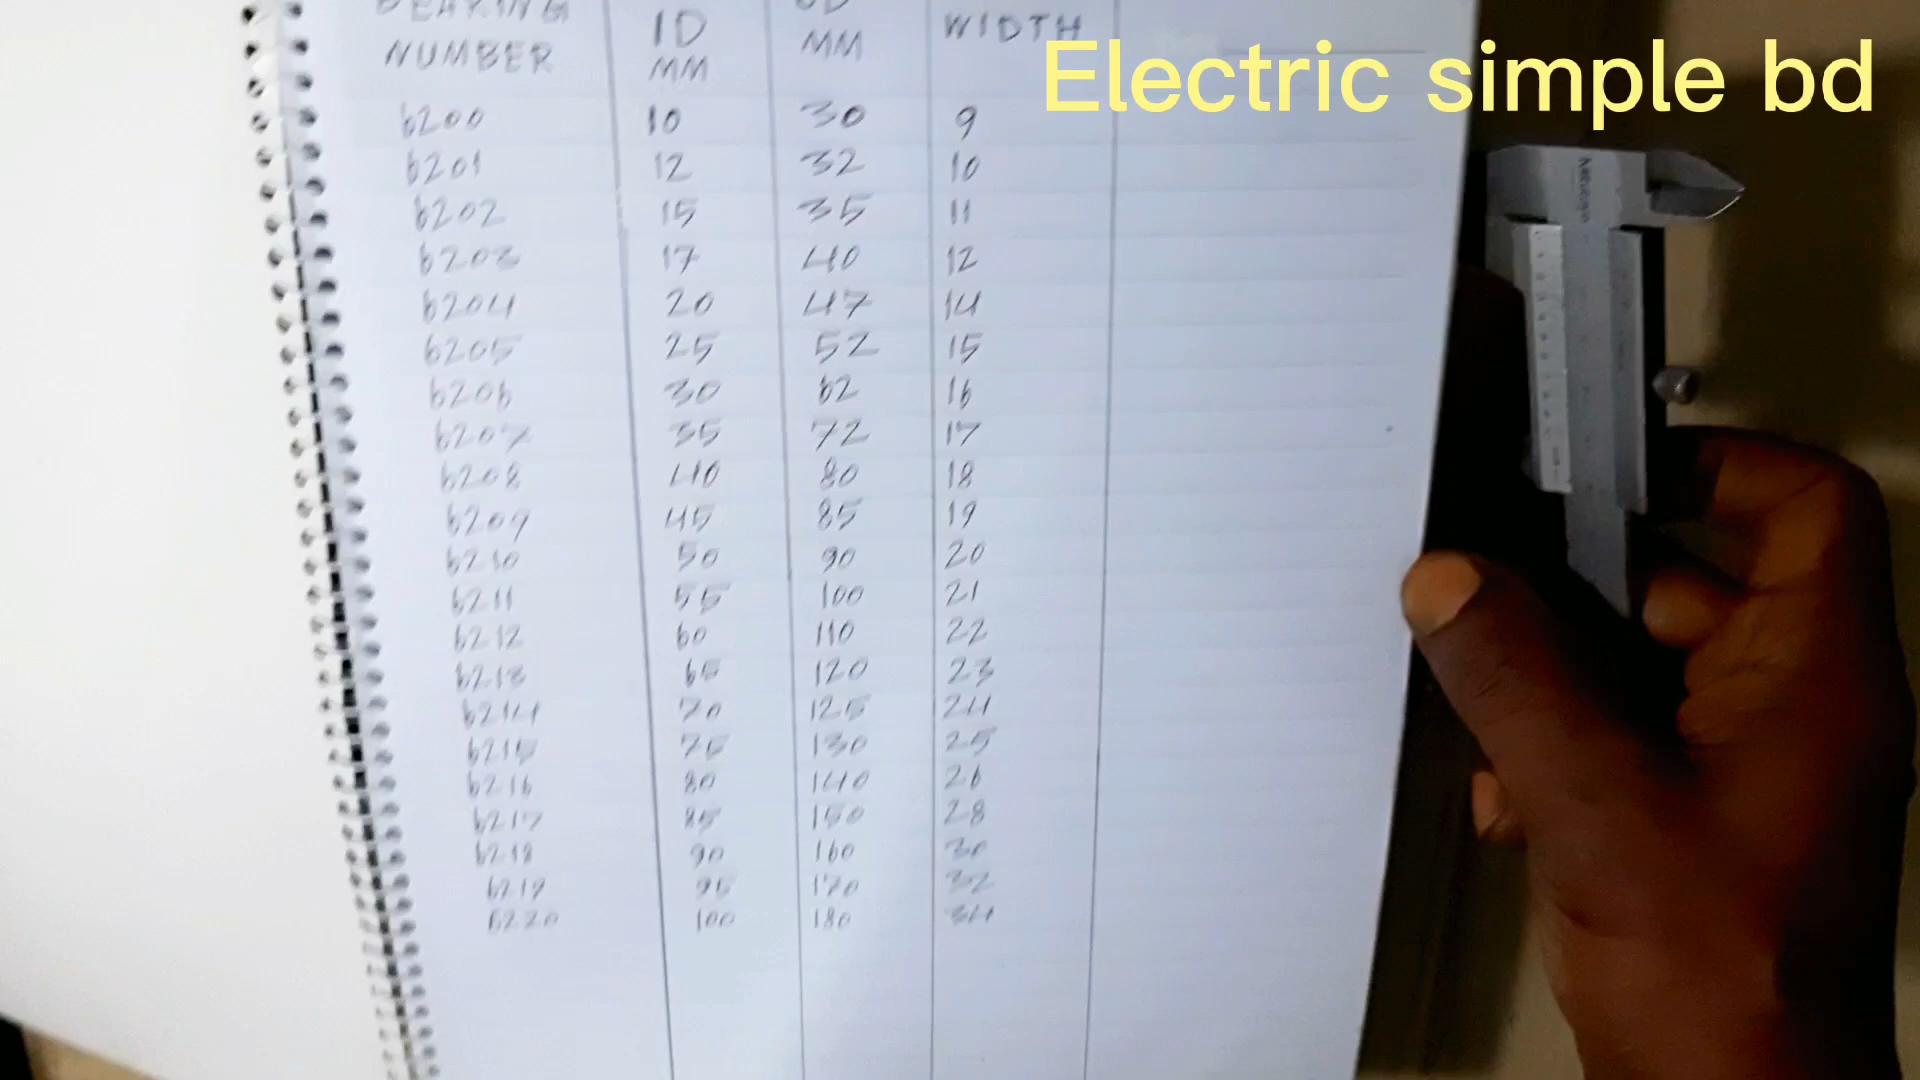 BEARING NUMBER ID MM OD MM WIDTH
Electric simple bd
6200 10 30 9
6201 12 32 10
6202 15 35 11
6203 17 40 12
6204 20 47 14
6205 25 52 15
6206 30 62 16
6207 35 72 17
6208 40 80 18
6209 45 85 19
6210 50 90 20
6211 55 100 21
6212 60 110 22
6213 65 120 23
6214 70 125 24
6215 75 130 25
6216 80 140 26
6217 85 150 28
6218 90 160 30
6219 95 170 32
6220 100 180 34